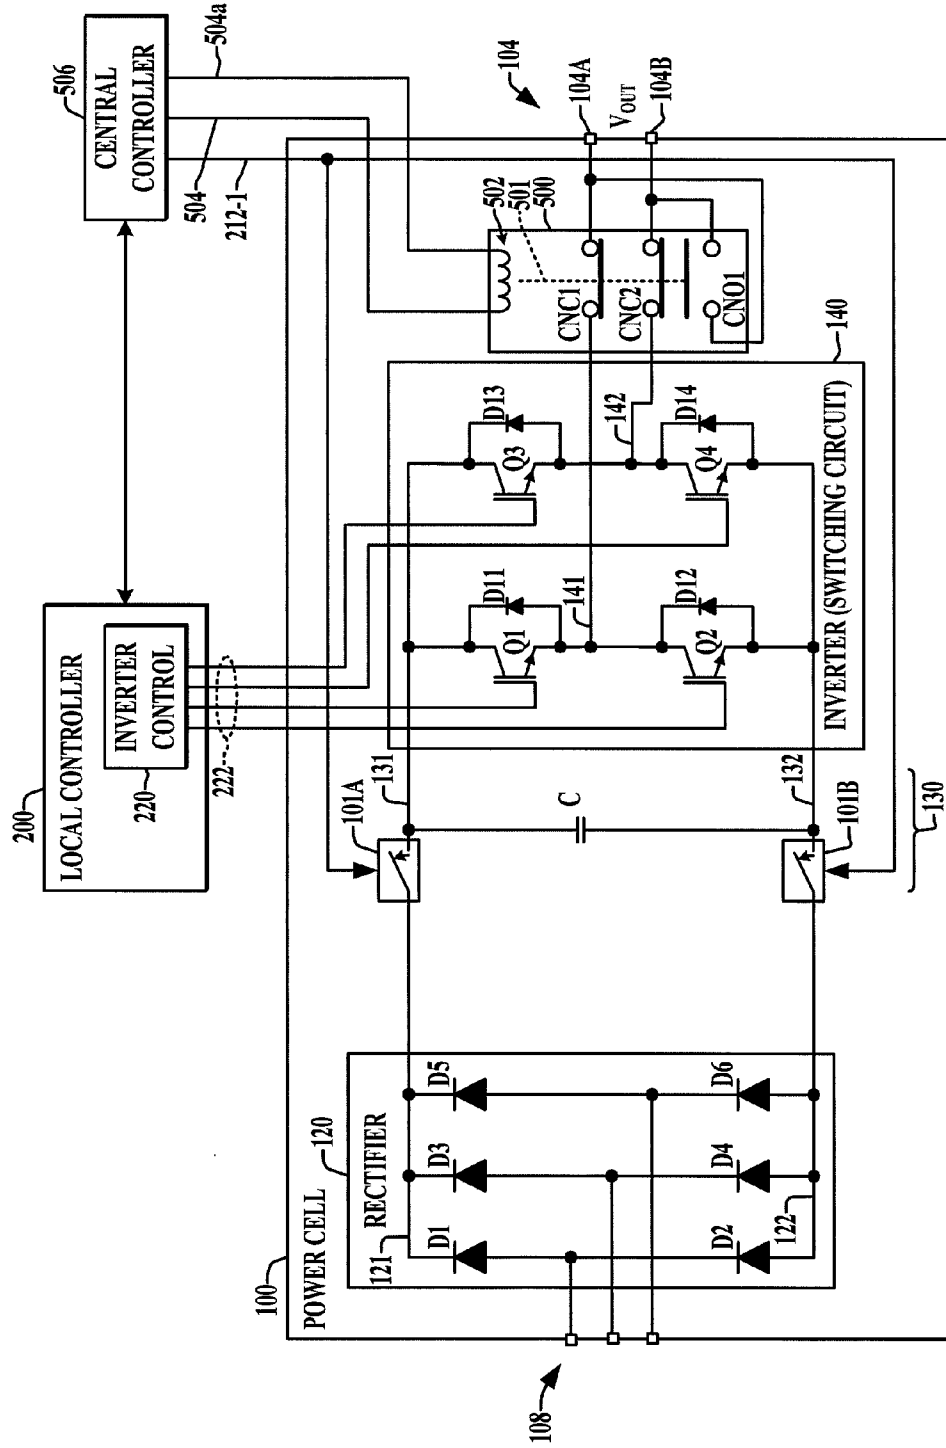 200
LOCAL CONTROLLER
INVERTER
CONTROL
220
222
506
CENTRAL
CONTROLLER
504a
504
212-1
100
POWER CELL
108
120
RECTIFIER
121
D1
D3
D5
D2
D4
D6
122
101A
131
C
132
101B
130
Q1
D11
Q3
D13
141
142
Q2
D12
Q4
D14
INVERTER (SWITCHING CIRCUIT)
140
502
501
500
CNC1
CNC2
CNO1
104
104A
VOUT
104B